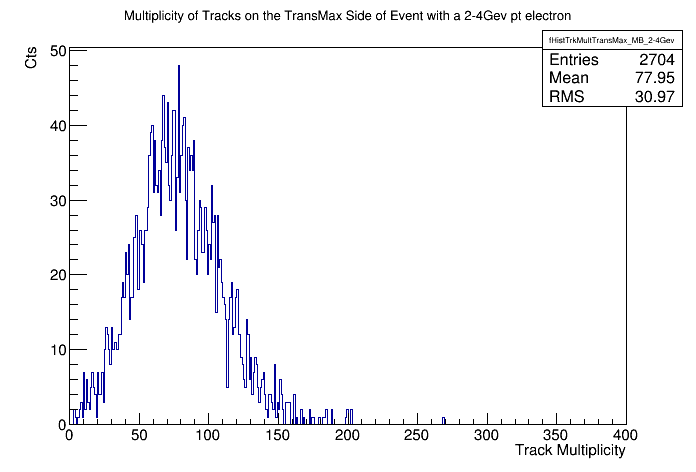 Multiplicity of Tracks on the TransMax Side of Event with a 2-4Gev pt electron
fHistTrkMultTransMax_MB_2-4Gev
Entries 2704
Mean 77.95
RMS 30.97
Cts
50
40
30
20
10
0
0 50 100 150 200 250 300 350 400
Track Multiplicity